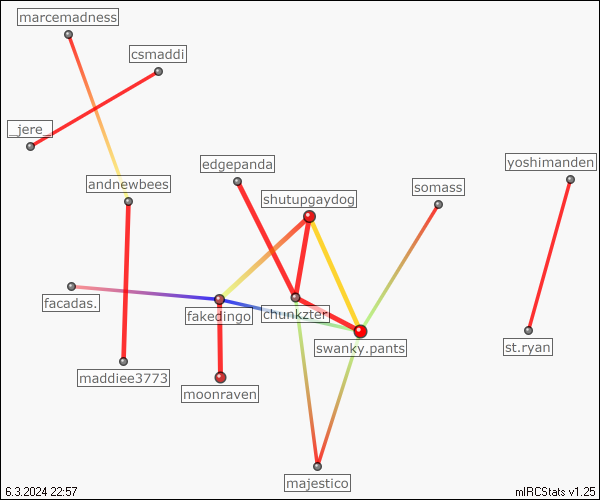 marcemadness
csmaddi
_jere_
edgepanda
yoshimanden
andnewbees
shutupgaydog
somass
facadas.
fakedingo
chunkzter
swanky.pants
st.ryan
maddiee3773
moonraven
majestico
6.3.2024 22:57
mIRCStats v1.25